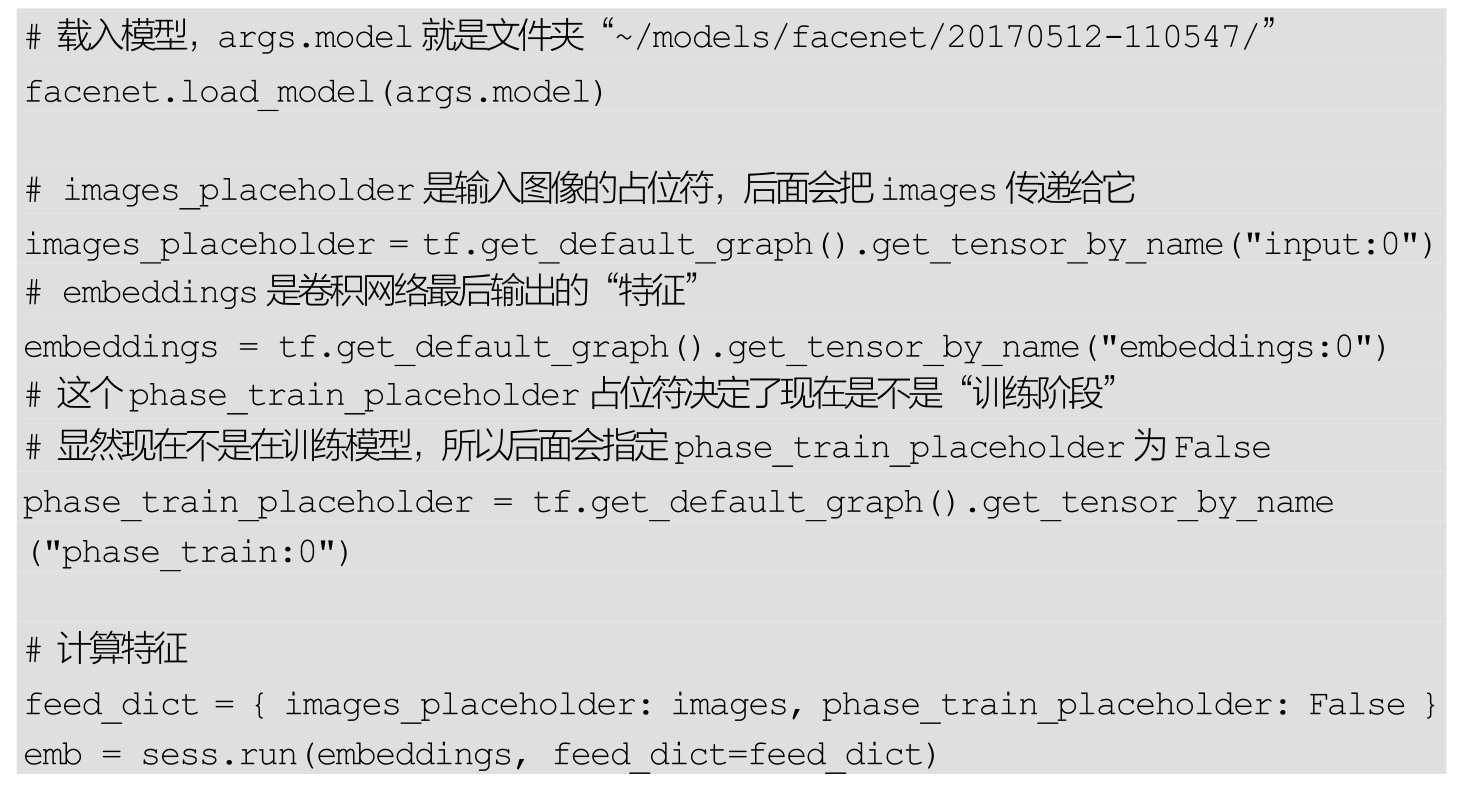 # 载入模型，args.model 就是文件夹“~/models/facenet/20170512-110547/”
facenet.load_model(args.model)
# images_placeholder 是输入图像的占位符，后面会把 images 传递给它
images_placeholder = tf.get_default_graph().get_tensor_by_name("input:0")
# embeddings 是卷积网络最后输出的“特征”
embeddings = tf.get_default_graph().get_tensor_by_name("embeddings:0")
# 这个 phase_train_placeholder 占位符决定了现在是不是“训练阶段”
# 显然现在不是在训练模型，所以后面会指定 phase_train_placeholder 为 False
phase_train_placeholder = tf.get_default_graph().get_tensor_by_name
("phase_train:0")
# 计算特征
feed_dict = { images_placeholder: images, phase_train_placeholder: False }
emb = sess.run(embeddings, feed_dict=feed_dict)